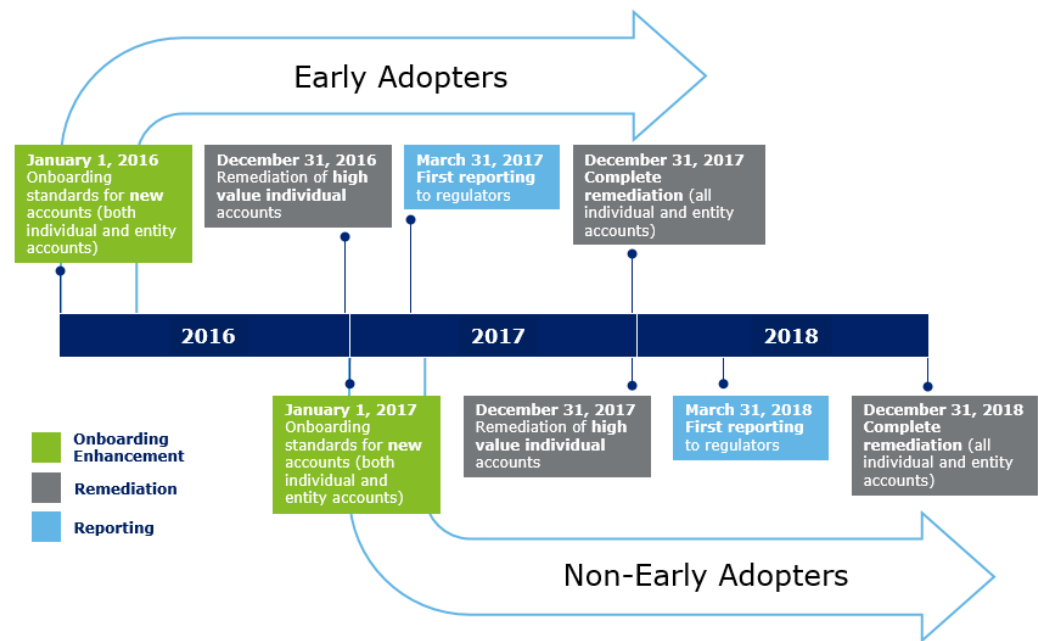 Early Adopters
January 1, 2016
Onboarding
standards for new
accounts (both
individual and entity
accounts)
December 31, 2016
Remediation of high
value individual
accounts
March 31, 2017
First reporting
to regulators
December 31, 2017
Complete
remediation (all
individual and entity
accounts)
2016
2017
2018
January 1, 2017
Onboarding
standards for new
accounts (both
individual and
entity accounts)
December 31, 2017
Remediation of high
value individual
accounts
March 31, 2018
First reporting
to regulators
December 31, 2018
Complete
remediation (all
individual and entity
accounts)
Onboarding
Enhancement
Remediation
Reporting
Non-Early Adopters